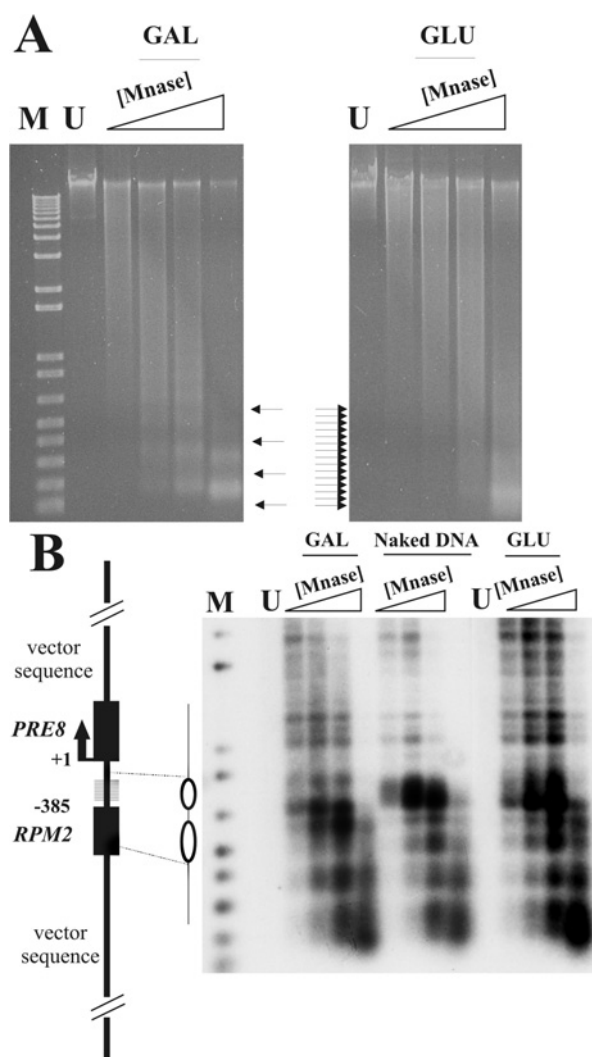 A
GAL
GLU
[Mnase]
[Mnase]
M U
U
B
GAL Naked DNA GLU
[Mnase] [Mnase] [Mnase]
M U U
vector
sequence
PRE8
+1
-385
RPM2
vector
sequence